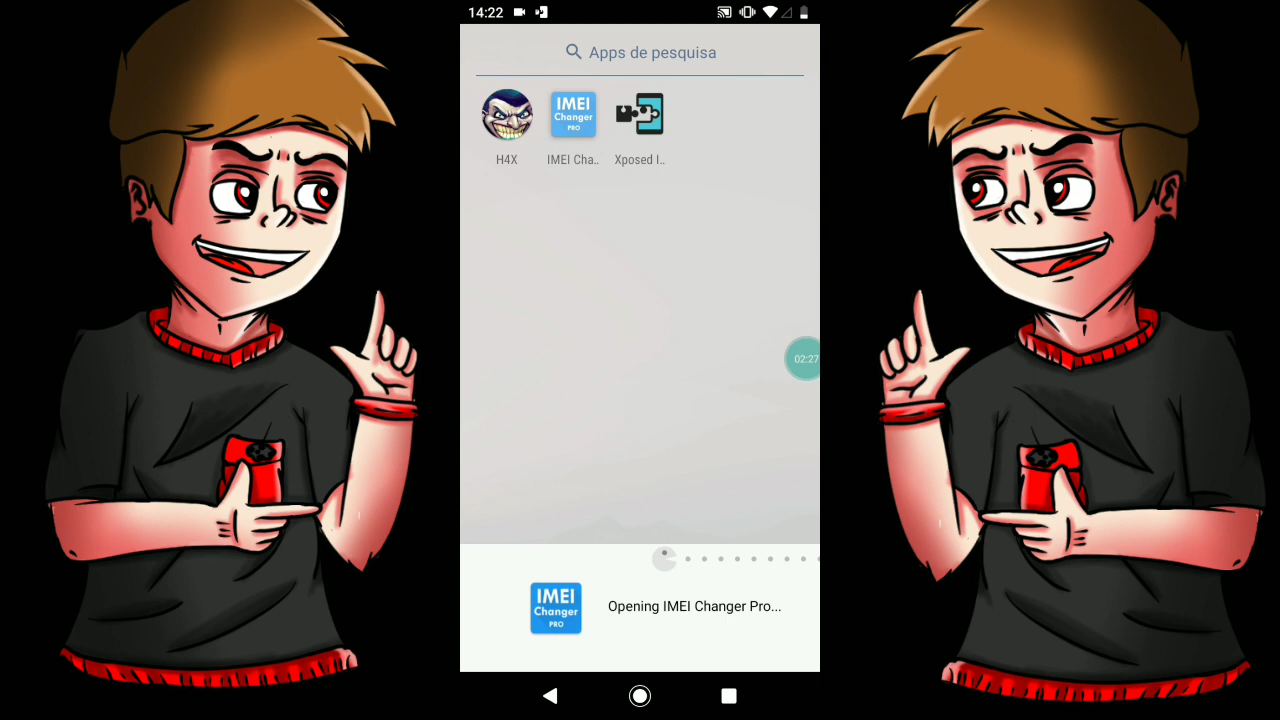 14:22
Apps de pesquisa
IMEI
Changer
PRO
H4X
IMEI Cha..
Xposed I..
02:27
IMEI
Changer
PRO
Opening IMEI Changer Pro...